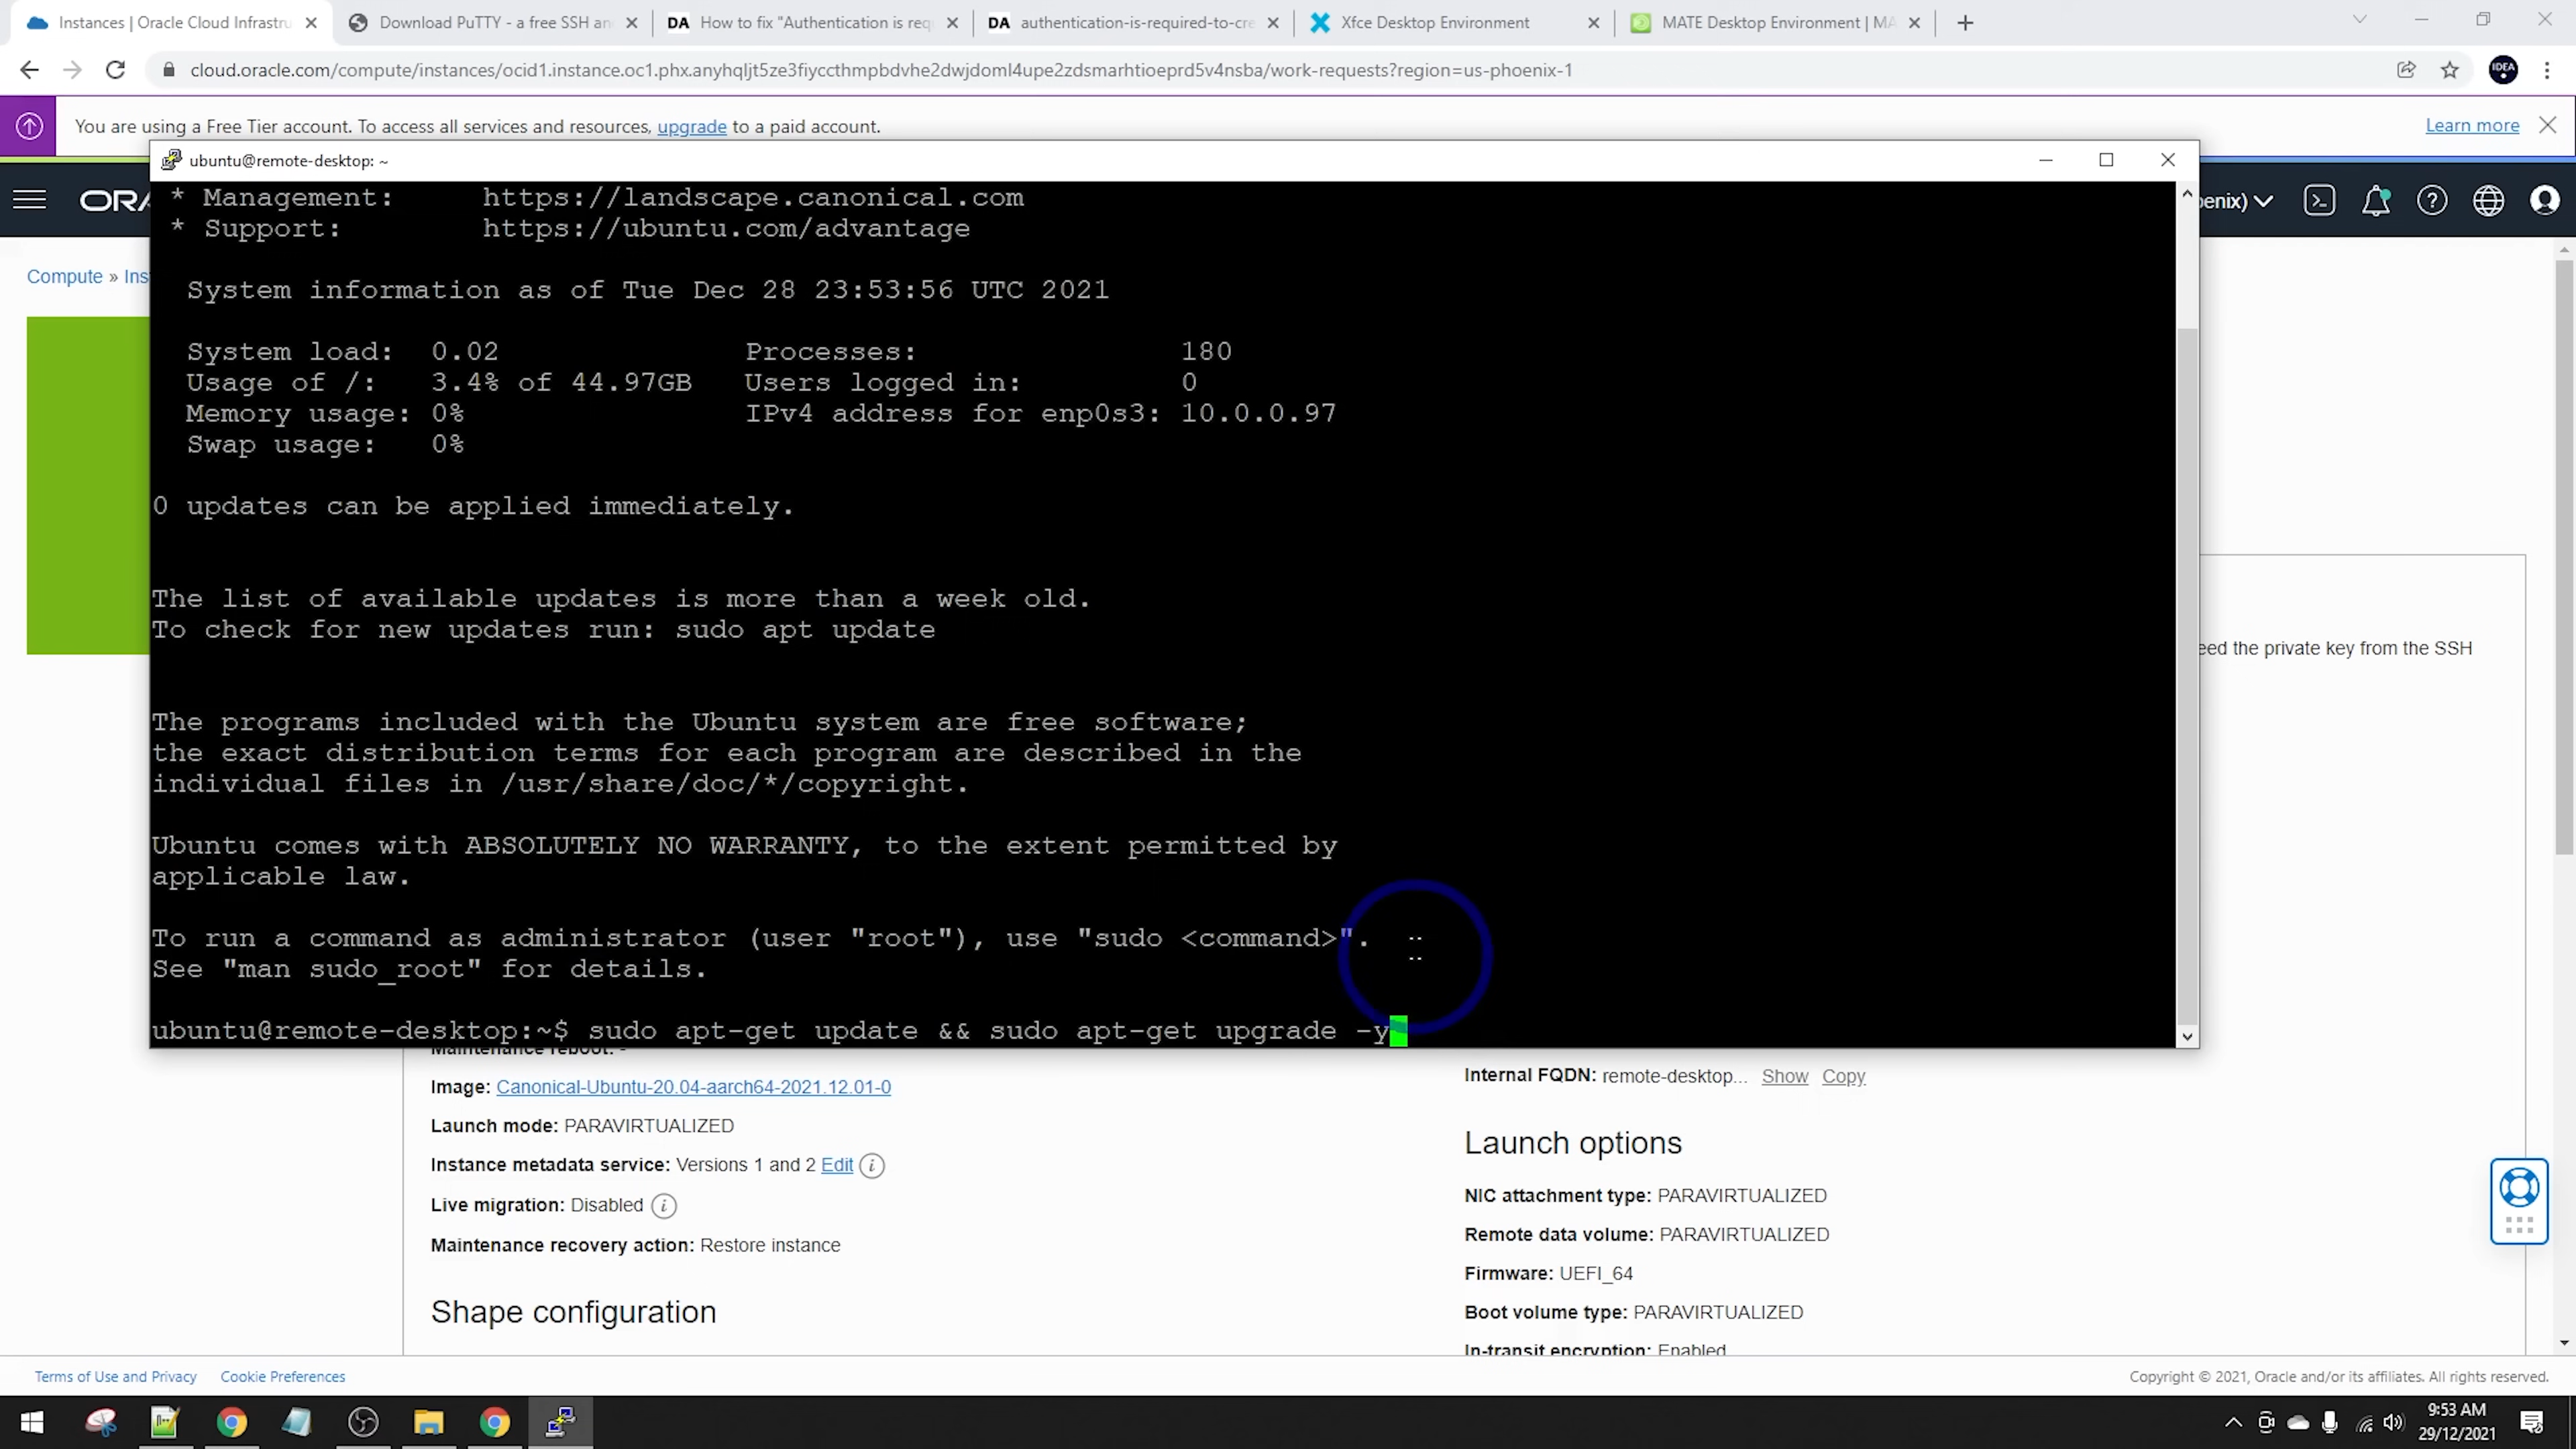 Instances | Oracle Cloud Infrastru
Download PuTTY - a free SSH an
DA How to fix "Authentication is req
DA authentication-is-required-to-cre
Xfce Desktop Environment
MATE Desktop Environment | MA
cloud.oracle.com/compute/instances/ocid1.instance.oc1.phx.anyhqljt5ze3fiyccthmpbdvhe2dwjdoml4upe2zdsmarhtioeprd5v4nsba/work-requests?region=us-phoenix-1
IDEA
You are using a Free Tier account. To access all services and resources, upgrade to a paid account.
Learn more
ubuntu@remote-desktop: ~
ORA
oenix)
Compute » Ins
* Management: https://landscape.canonical.com
* Support: https://ubuntu.com/advantage
System information as of Tue Dec 28 23:53:56 UTC 2021
System load: 0.02 Processes: 180
Usage of /: 3.4% of 44.97GB Users logged in: 0
Memory usage: 0% IPv4 address for enp0s3: 10.0.0.97
Swap usage: 0%
0 updates can be applied immediately.
The list of available updates is more than a week old.
To check for new updates run: sudo apt update
eed the private key from the SSH
The programs included with the Ubuntu system are free software;
the exact distribution terms for each program are described in the
individual files in /usr/share/doc/*/copyright.
Ubuntu comes with ABSOLUTELY NO WARRANTY, to the extent permitted by
applicable law.
To run a command as administrator (user "root"), use "sudo <command>".
See "man sudo_root" for details.
ubuntu@remote-desktop:~$ sudo apt-get update && sudo apt-get upgrade -y
Maintenance reboot: -
Image: Canonical-Ubuntu-20.04-aarch64-2021.12.01-0
Launch mode: PARAVIRTUALIZED
Instance metadata service: Versions 1 and 2 Edit
Live migration: Disabled
Maintenance recovery action: Restore instance
Shape configuration
Internal FQDN: remote-desktop... Show Copy
Launch options
NIC attachment type: PARAVIRTUALIZED
Remote data volume: PARAVIRTUALIZED
Firmware: UEFI_64
Boot volume type: PARAVIRTUALIZED
In-transit encryption: Enabled
Terms of Use and Privacy Cookie Preferences
Copyright © 2021, Oracle and/or its affiliates. All rights reserved.
9:53 AM
29/12/2021